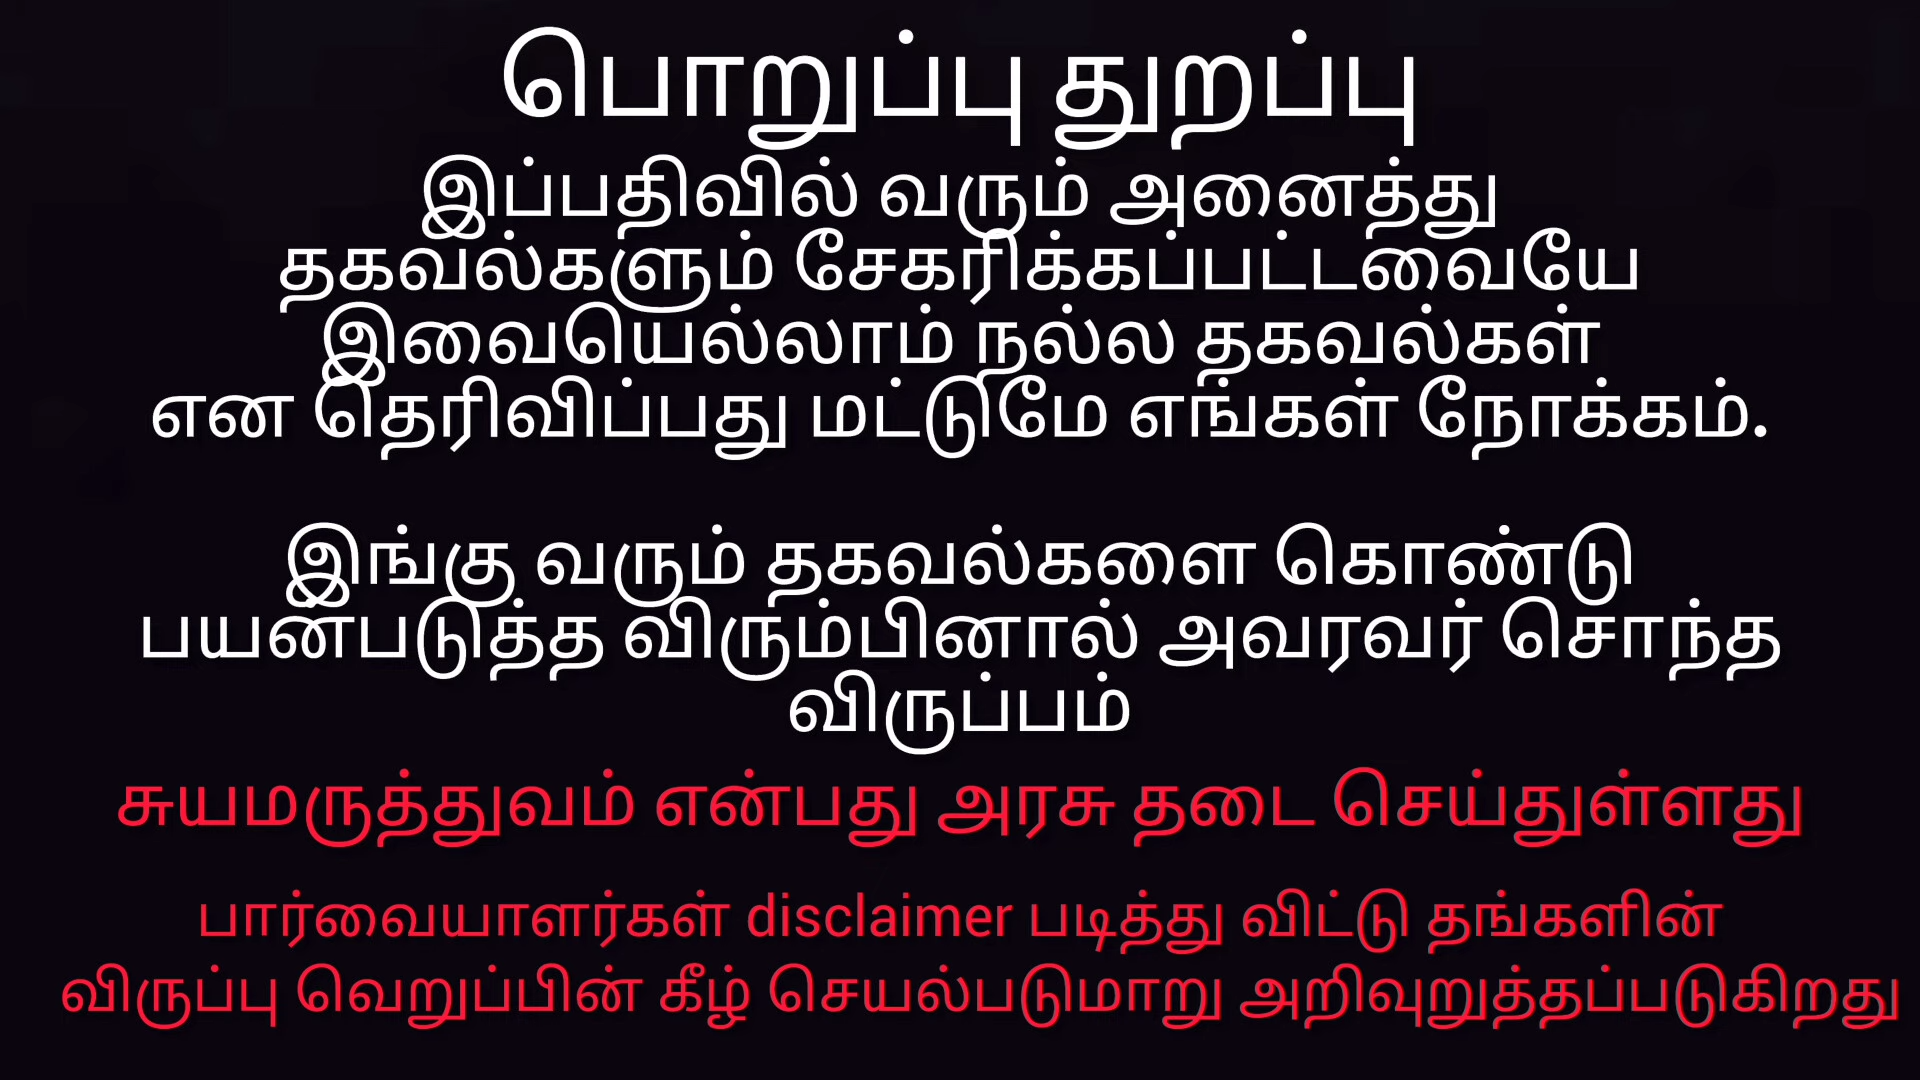 பொறுப்பு துறப்பு
இப்பதிவில் வரும் அனைத்து
தகவல்களும் சேகரிக்கப்பட்டவையே
இவையெல்லாம் நல்ல தகவல்கள்
என தெரிவிப்பது மட்டுமே எங்கள் நோக்கம்.
இங்கு வரும் தகவல்களை கொண்டு
பயன்படுத்த விரும்பினால் அவரவர் சொந்த
விருப்பம்
சுயமருத்துவம் என்பது அரசு தடை செய்துள்ளது
பார்வையாளர்கள் disclaimer படித்து விட்டு தங்களின்
விருப்பு வெறுப்பின் கீழ் செயல்படுமாறு அறிவுறுத்தப்படுகிறது